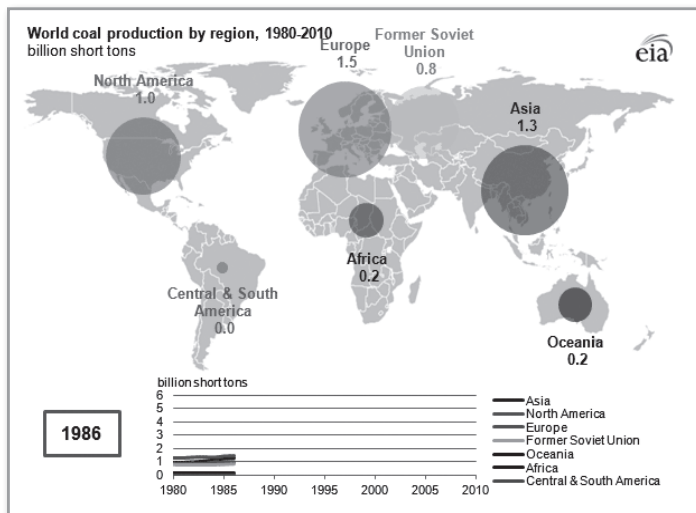 World coal production by region, 1980-2010
billion short tons
eia
Europe
1.5
Former Soviet
Union
0.8
North America
1.0
Asia
1.3
Africa
0.2
Central & South
America
0.0
Oceania
0.2
1986
billion short tons
6
5
4
3
2
1
0
1980 1985 1990 1995 2000 2005 2010
Asia
North America
Europe
Former Soviet Union
Oceania
Africa
Central & South America